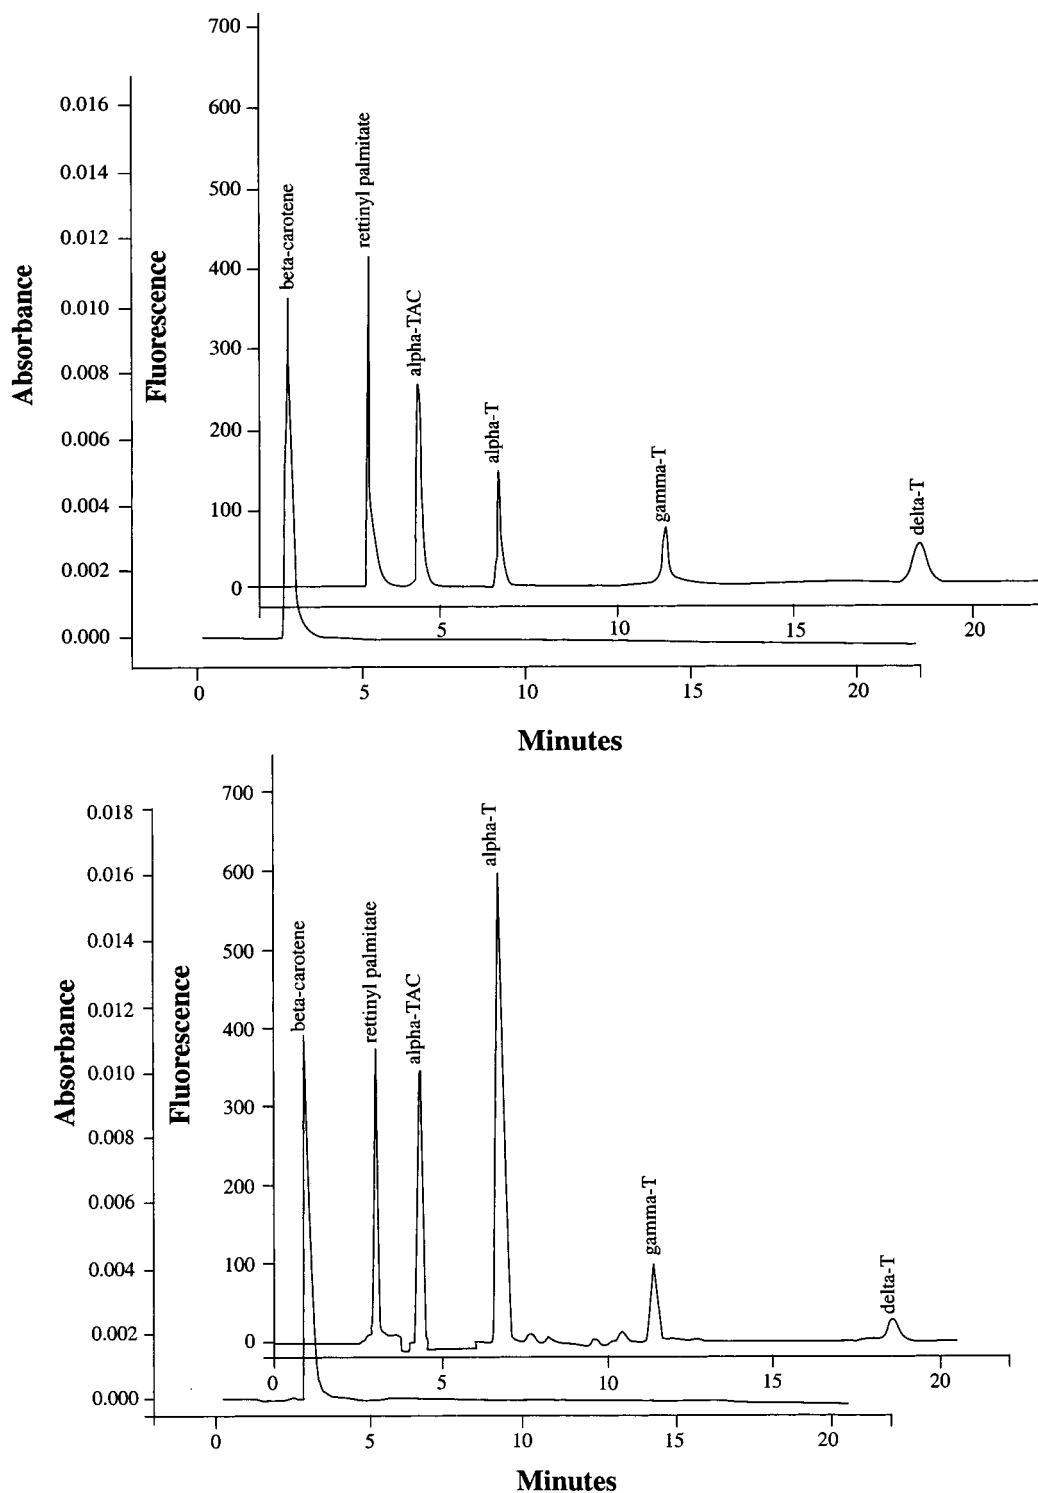 700
600
500
400
300
200
100
0
0.016
0.014
0.012
0.010
0.008
0.006
0.004
0.002
0.000
Absorbance
Fluorescence
beta-carotene
rettinyl palmitate
alpha-TAC
alpha-T
gamma-T
delta-T
5 10 15 20
0 5 10 15 20
Minutes
700
600
500
400
300
200
100
0
0.018
0.016
0.014
0.012
0.010
0.008
0.006
0.004
0.002
0.000
Absorbance
Fluorescence
beta-carotene
rettinyl palmitate
alpha-TAC
alpha-T
gamma-T
delta-T
0 5 10 15 20
0 5 10 15 20
Minutes